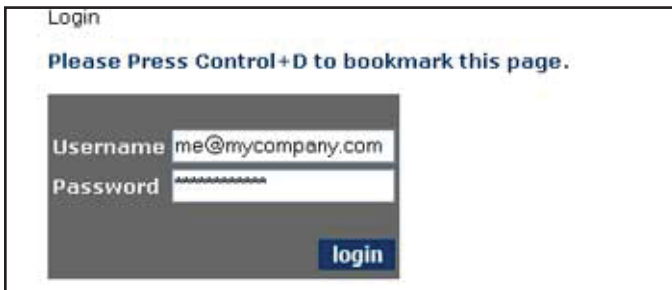 Login
Please Press Control+D to bookmark this page.
Username me@mycompany.com
Password ************
login